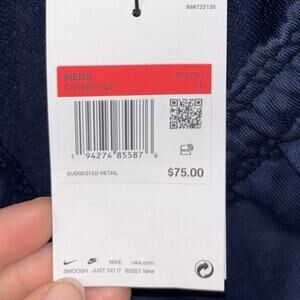 IM#722135
MENS
L
1 94274 85587 6
SUGGESTED RETAIL
$75.00
NIKE nike.com
SWOOSH JUST DO IT ©2021 Nike